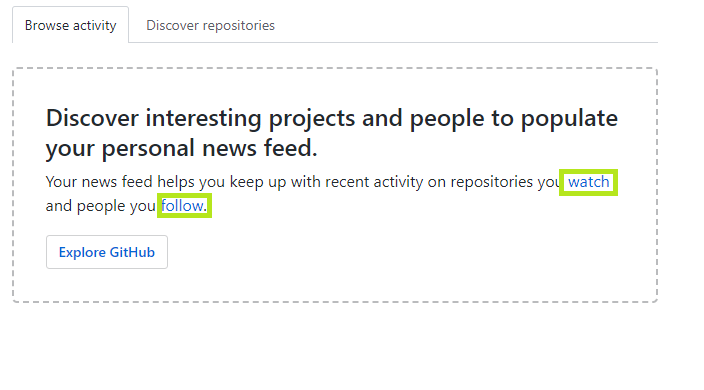 Browse activity Discover repositories
Discover interesting projects and people to populate
your personal news feed.
Your news feed helps you keep up with recent activity on repositories you watch
and people you follow.
Explore GitHub